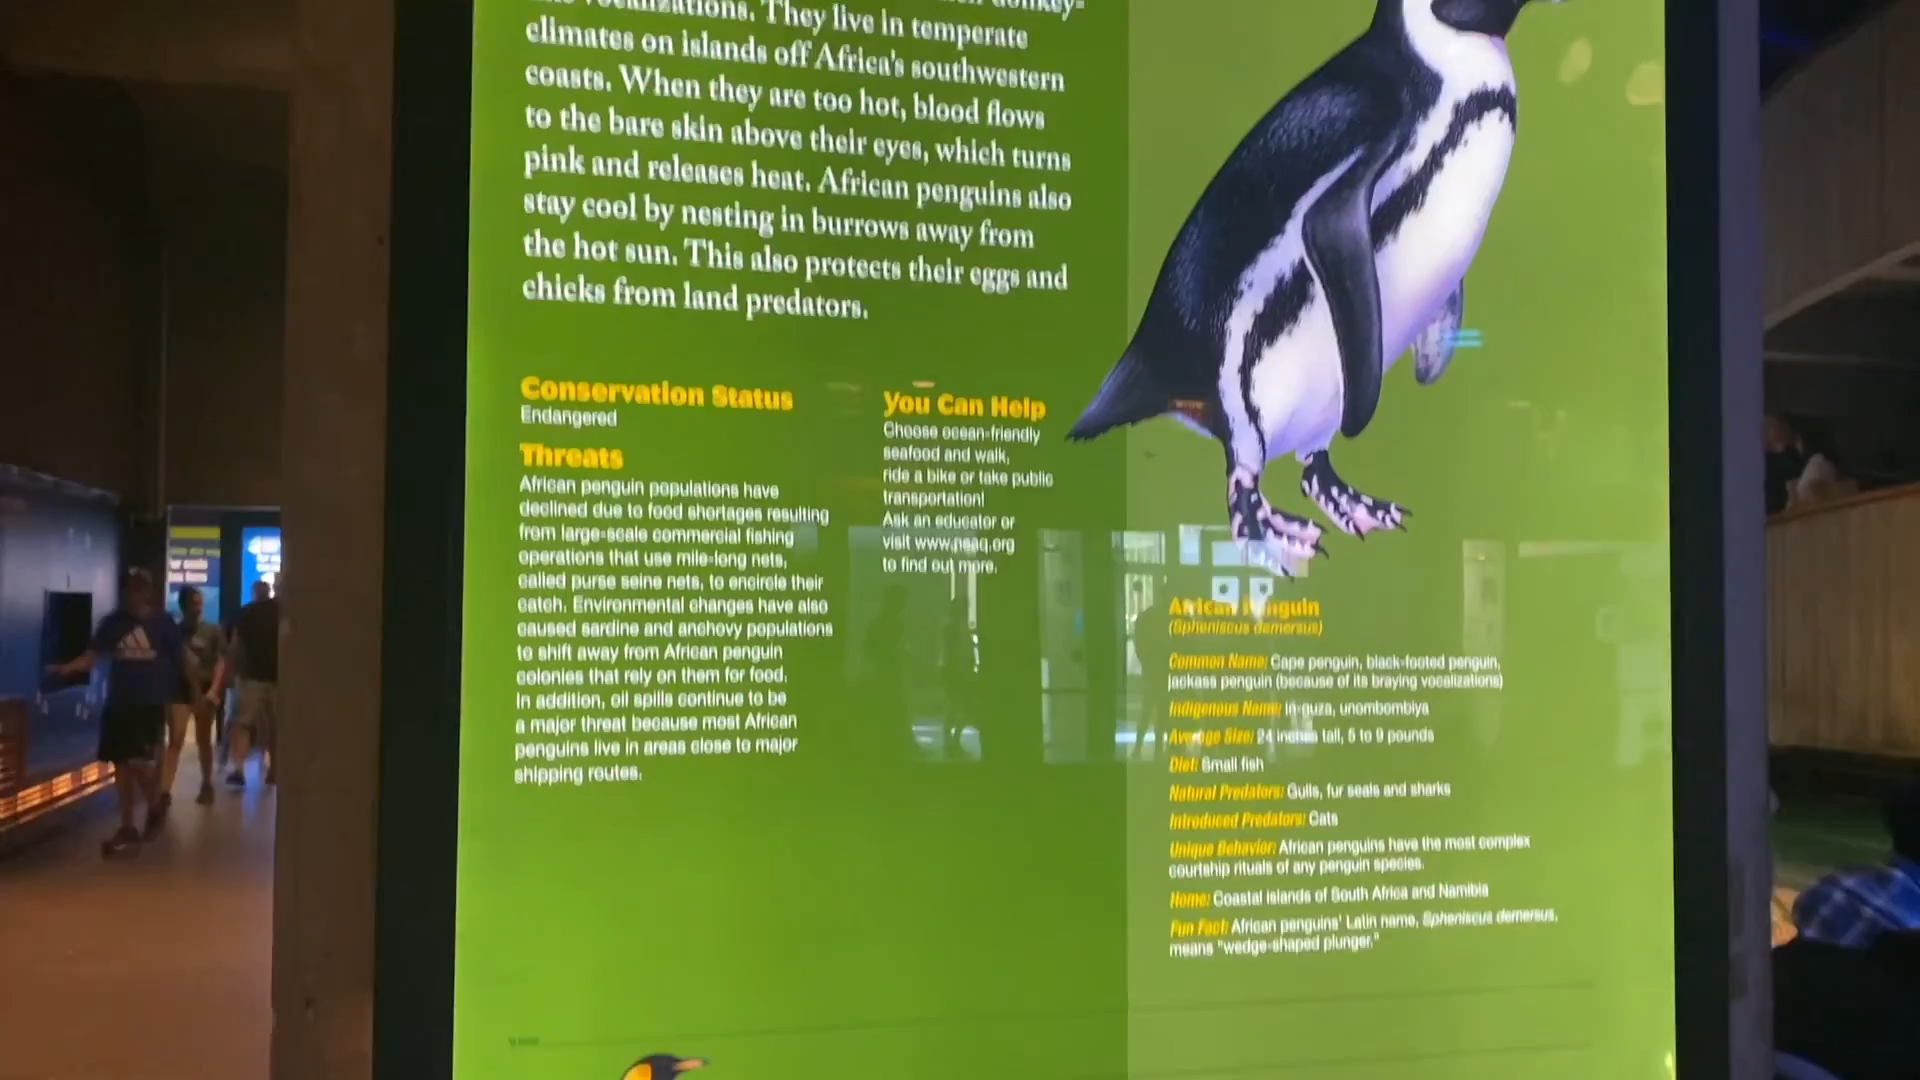 vocalizations. They live in temperate
climates on islands off Africa's southwestern
coasts. When they are too hot, blood flows
to the bare skin above their eyes, which turns
pink and releases heat. African penguins also
stay cool by nesting in burrows away from
the hot sun. This also protects their eggs and
chicks from land predators.
Conservation Status
Endangered
Threats
African penguin populations have
declined due to food shortages resulting
from large-scale commercial fishing
operations that use mile-long nets,
called purse seine nets, to encircle their
catch. Environmental changes have also
caused sardine and anchovy populations
to shift away from African penguin
colonies that rely on them for food.
In addition, oil spills continue to be
a major threat because most African
penguins live in areas close to major
shipping routes.
You Can Help
Choose ocean-friendly
seafood and walk,
ride a bike or take public
transportation!
Ask an educator or
visit www.neaq.org
to find out more.
African Penguin
(Spheniscus demersus)
Common Name: Cape penguin, black-footed penguin,
jackass penguin (because of its braying vocalizations)
Indigenous Name: in-guza, unombombiya
Average Size: 24 inches tall, 5 to 9 pounds
Diet: Small fish
Natural Predators: Gulls, fur seals and sharks
Introduced Predators: Cats
Unique Behavior: African penguins have the most complex
courtship rituals of any penguin species.
Home: Coastal islands of South Africa and Namibia
Fun Fact: African penguins' Latin name, Spheniscus demersus,
means "wedge-shaped plunger."